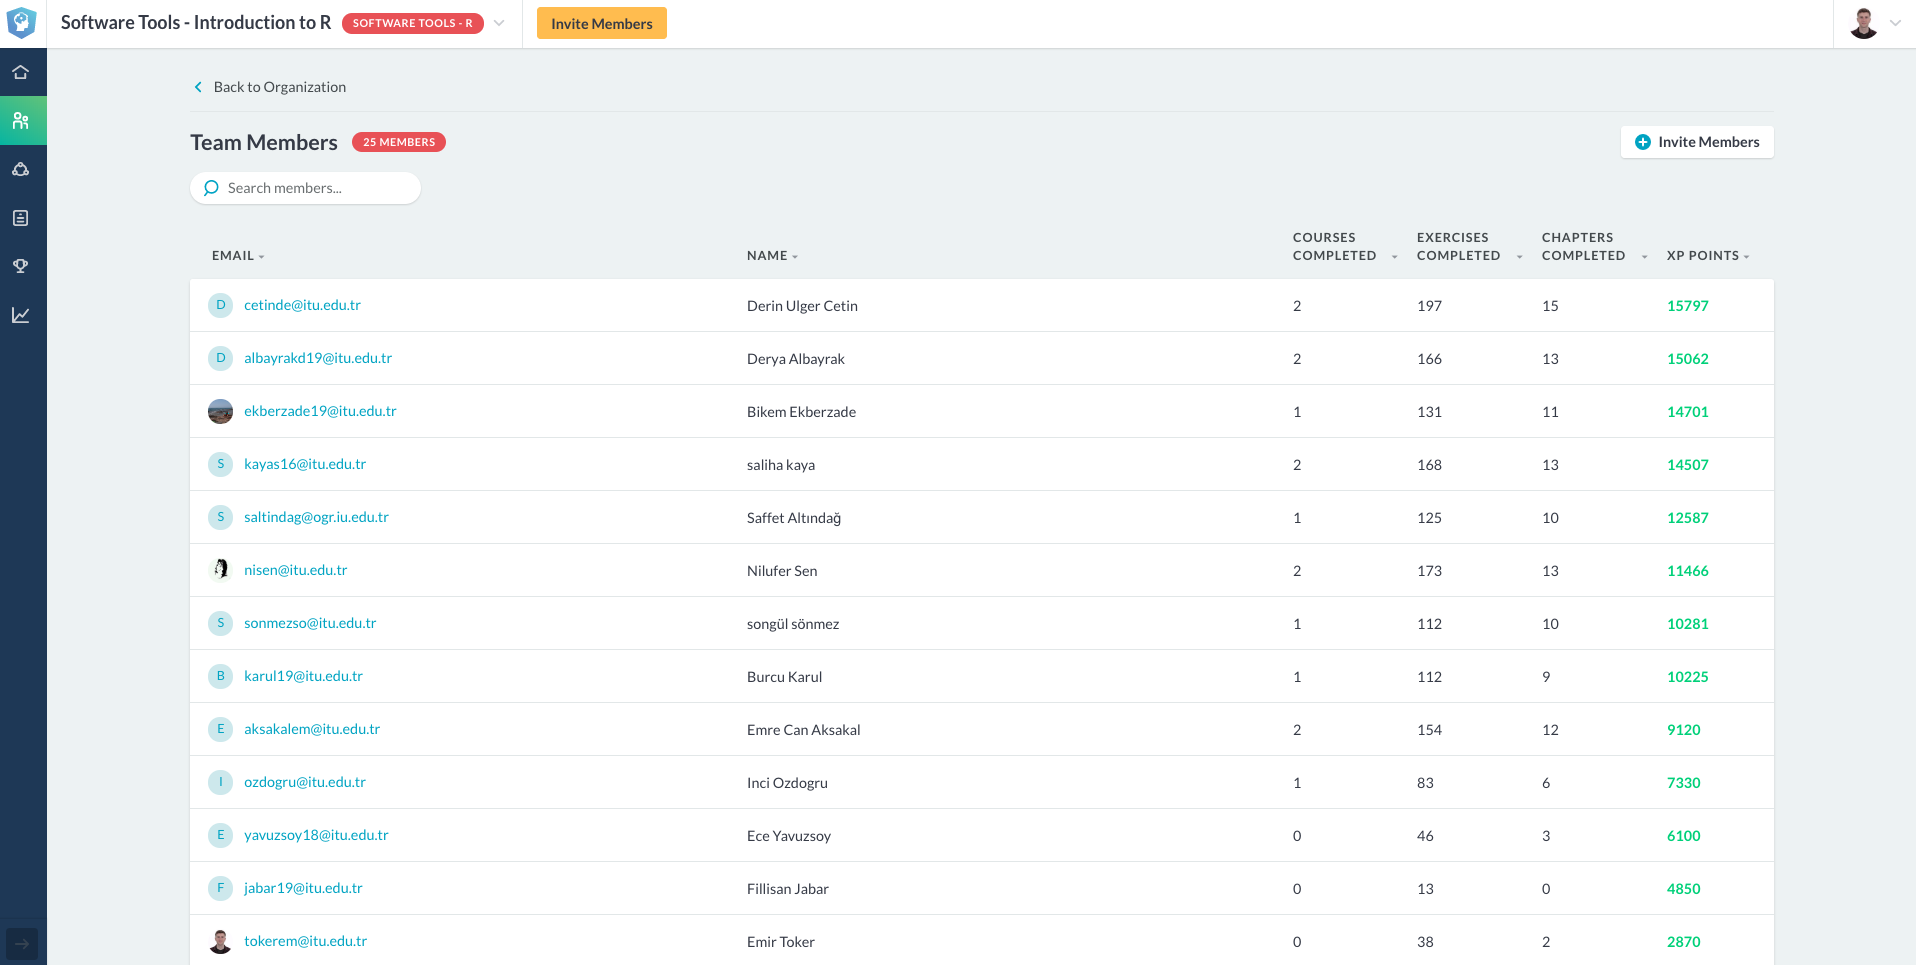 Software Tools - Introduction to R SOFTWARE TOOLS - R Invite Members
Back to Organization
Team Members 25 MEMBERS Invite Members
Search members...
EMAIL NAME COURSES COMPLETED EXERCISES COMPLETED CHAPTERS COMPLETED XP POINTS
D cetinde@itu.edu.tr Derin Ulger Cetin 2 197 15 15797
D albayrakd19@itu.edu.tr Derya Albayrak 2 166 13 15062
ekberzade19@itu.edu.tr Bikem Ekberzade 1 131 11 14701
S kayas16@itu.edu.tr saliha kaya 2 168 13 14507
S saltindag@ogr.iu.edu.tr Saffet Altındağ 1 125 10 12587
nisen@itu.edu.tr Nilufer Sen 2 173 13 11466
S sonmezso@itu.edu.tr songül sönmez 1 112 10 10281
B karul19@itu.edu.tr Burcu Karul 1 112 9 10225
E aksakalem@itu.edu.tr Emre Can Aksakal 2 154 12 9120
I ozdogru@itu.edu.tr Inci Ozdogru 1 83 6 7330
E yavuzsoy18@itu.edu.tr Ece Yavuzsoy 0 46 3 6100
F jabar19@itu.edu.tr Fillisan Jabar 0 13 0 4850
tokerem@itu.edu.tr Emir Toker 0 38 2 2870